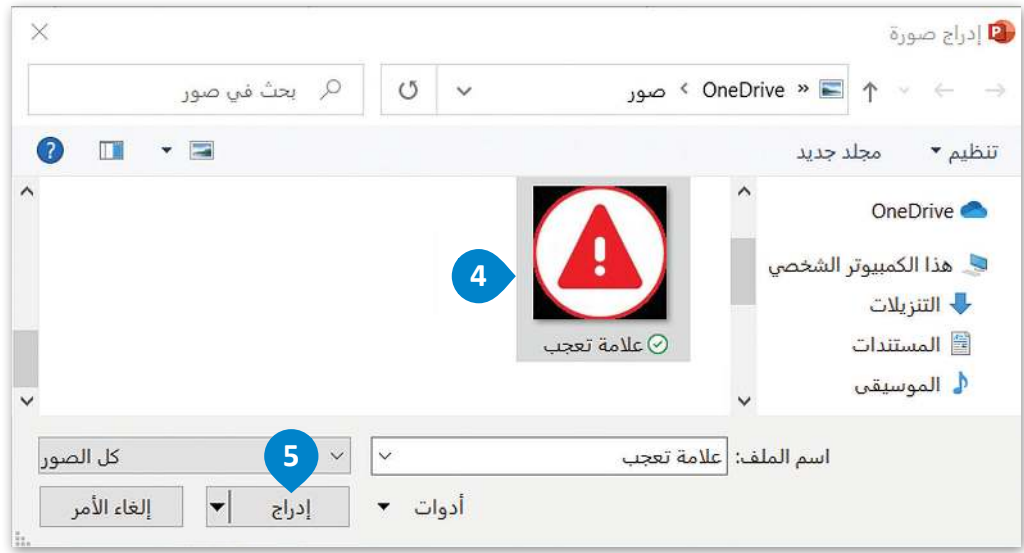 إدراج صورة
OneDrive › صور »
بحث في صور
تنظيم
مجلد جديد
OneDrive
هذا الكمبيوتر الشخصي
التنزيلات
المستندات
الموسيقى
4
علامة تعجب
اسم الملف: علامة تعجب
كل الصور
5
أدوات
إدراج
إلغاء الأمر